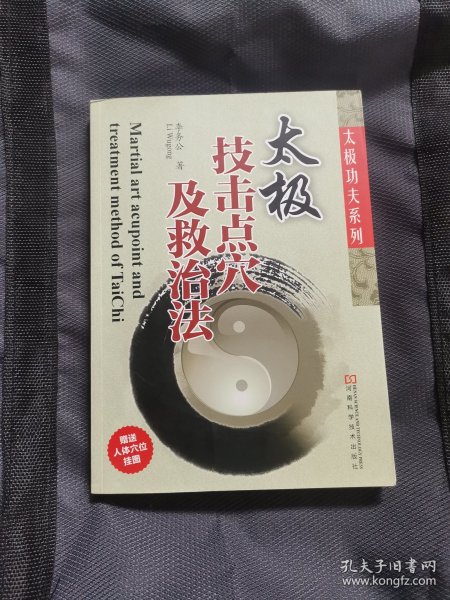 太极功夫系列
太极
技击点穴
及救治法
李务公 著
Li Wugong
Martial art acupoint and
treatment method of TaiChi
赠送
人体穴位
挂图
河南科学技术出版社
孔夫子旧书网
www.kongfz.com